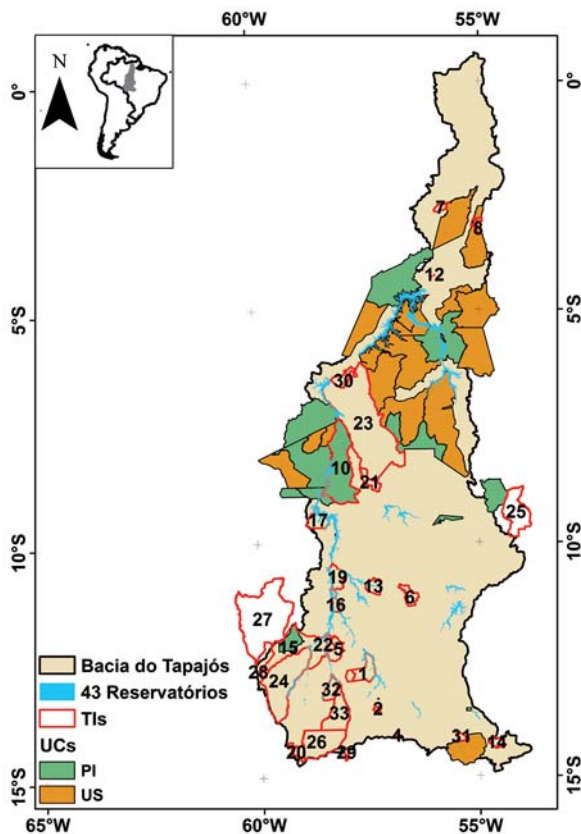 60°W
55°W
N
0°
0°
7
8
12
5°S
5°S
30
23
10
21
25
17
10°S
10°S
19
13
6
16
27
15
22
5
28
24
1
32
2
33
26
4
31
14
20
29
Bacia do Tapajós
43 Reservatórios
TIs
UCs
PI
US
15°S
15°S
65°W
60°W
55°W